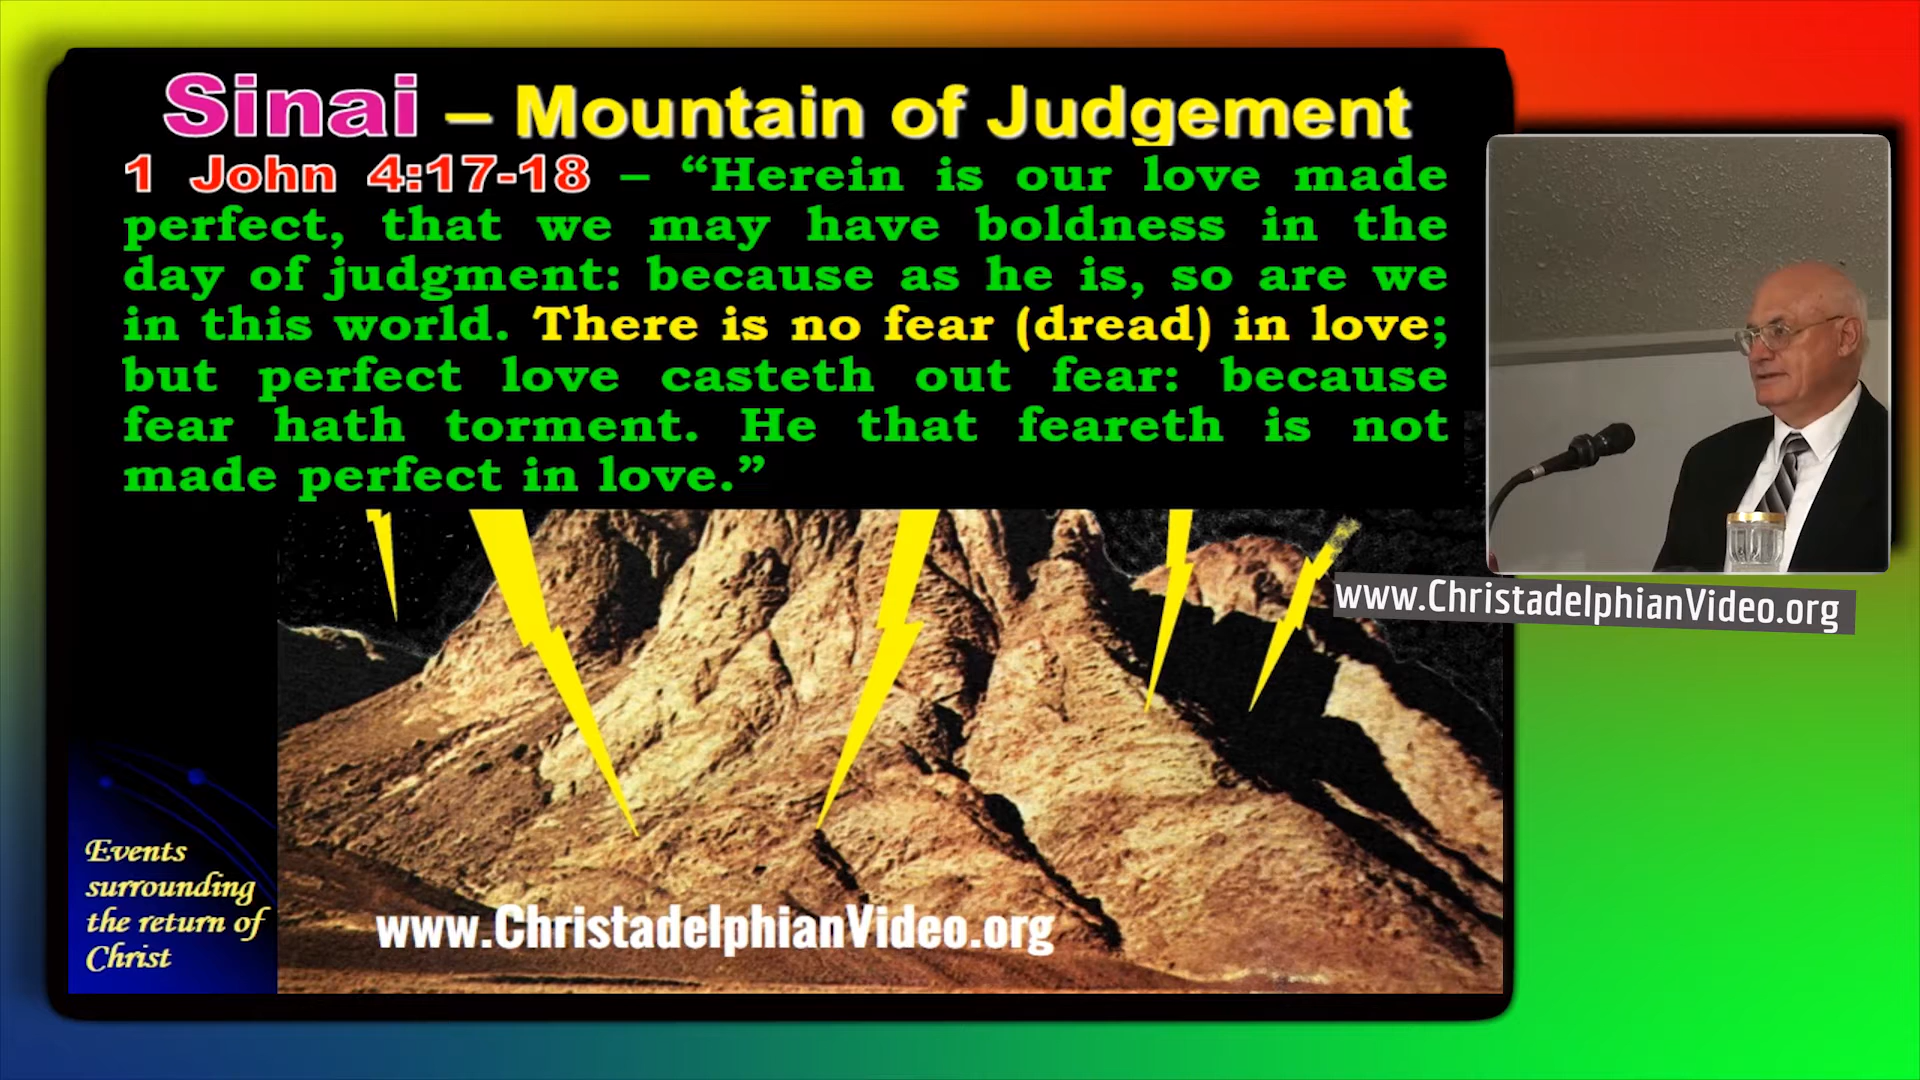 Sinai – Mountain of Judgement
1 John 4:17-18 – “Herein is our love made
perfect, that we may have boldness in the
day of judgment: because as he is, so are we
in this world. There is no fear (dread) in love;
but perfect love casteth out fear: because
fear hath torment. He that feareth is not
made perfect in love.”
www.ChristadelphianVideo.org
Events
surrounding
the return of
Christ
www.ChristadelphianVideo.org